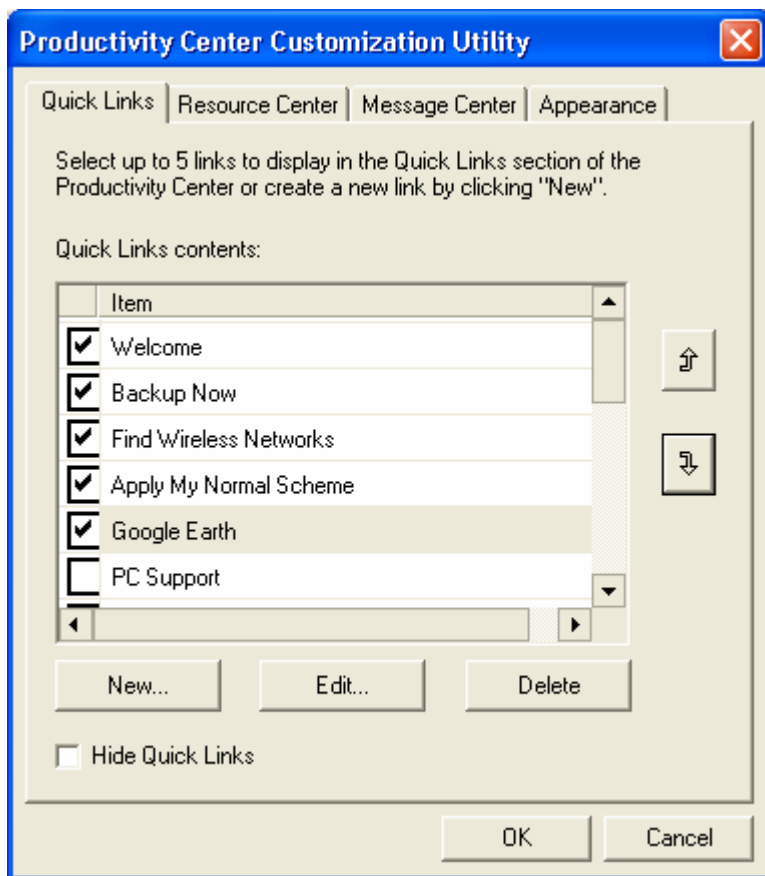 Productivity Center Customization Utility
Quick Links Resource Center Message Center Appearance
Select up to 5 links to display in the Quick Links section of the
Productivity Center or create a new link by clicking "New".
Quick Links contents:
Item
Welcome
Backup Now
Find Wireless Networks
Apply My Normal Scheme
Google Earth
PC Support
New... Edit... Delete
Hide Quick Links
OK Cancel